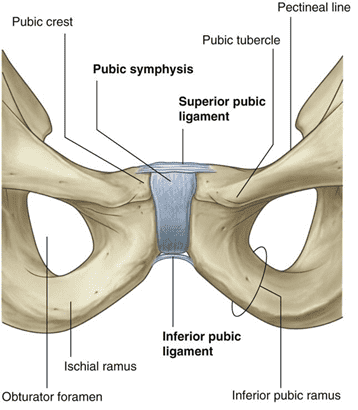 Pubic crest
Pectineal line
Pubic tubercle
Pubic symphysis
Superior pubic
ligament
Inferior pubic
ligament
Ischial ramus
Obturator foramen
Inferior pubic ramus